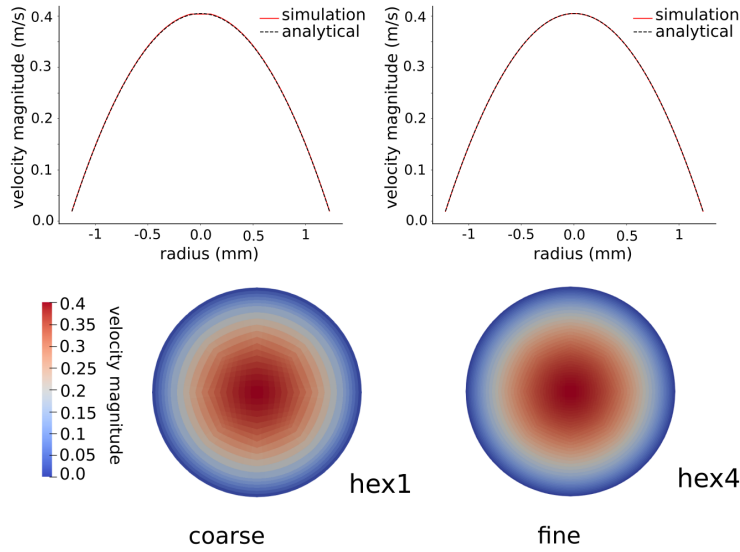 simulation
analytical
velocity magnitude (m/s)
0.4
0.3
0.2
0.1
0.0
-1
-0.5
0.0
0.5
1
radius (mm)
simulation
analytical
velocity magnitude (m/s)
0.4
0.3
0.2
0.1
0.0
-1
-0.5
0.0
0.5
1
radius (mm)
0.4
0.35
0.3
0.25
0.2
0.15
0.1
0.05
0.0
velocity magnitude
hex1
hex4
coarse
fine